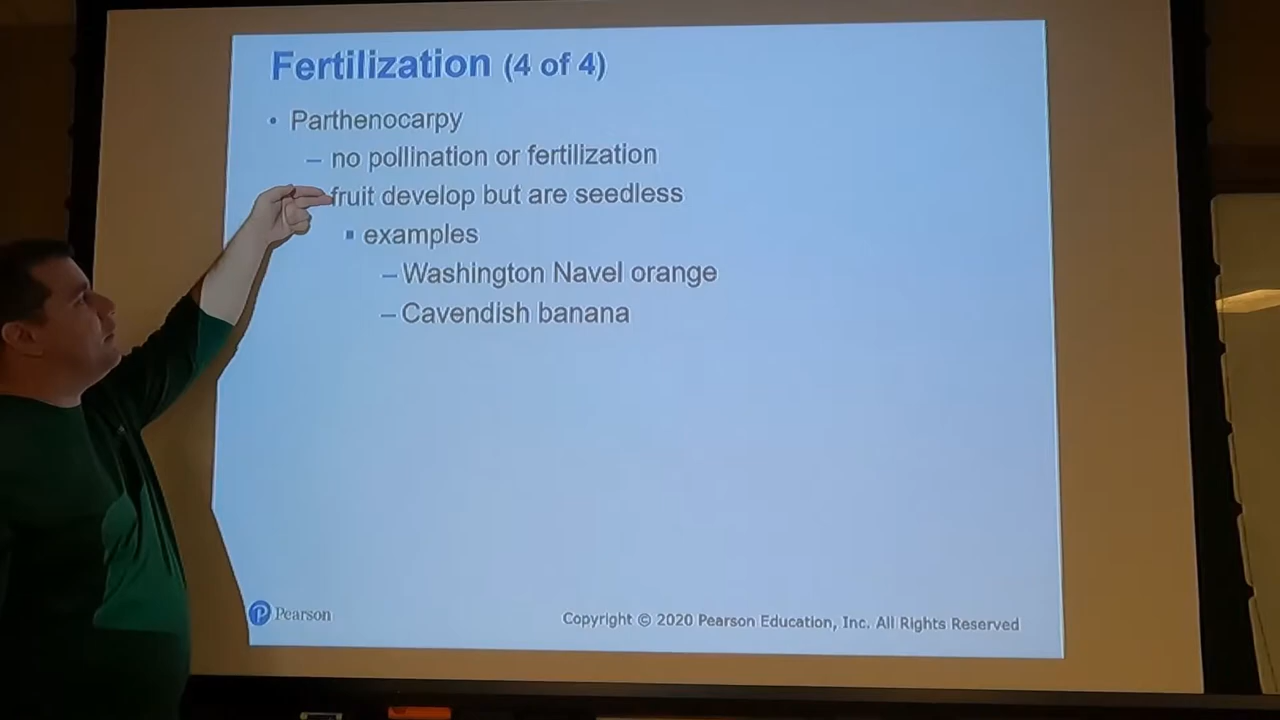 Fertilization (4 of 4)
• Parthenocarpy
– no pollination or fertilization
fruit develop but are seedless
▪ examples
– Washington Navel orange
– Cavendish banana
P Pearson
Copyright © 2020 Pearson Education, Inc. All Rights Reserved